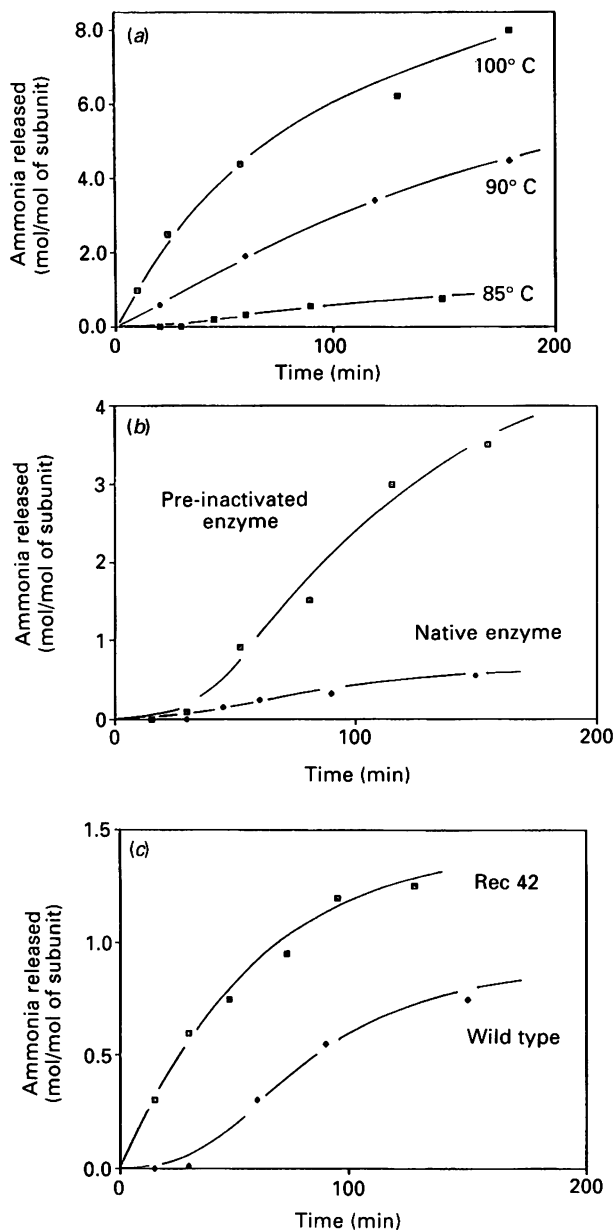 (a)
Ammonia released
(mol/mol of subunit)
8.0
6.0
4.0
2.0
0.0
100° C
90° C
85° C
0
100
200
Time (min)
(b)
Ammonia released
(mol/mol of subunit)
4
3
2
1
0
Pre-inactivated
enzyme
Native enzyme
0
100
200
Time (min)
(c)
Ammonia released
(mol/mol of subunit)
1.5
1.0
0.5
0.0
Rec 42
Wild type
0
100
200
Time (min)